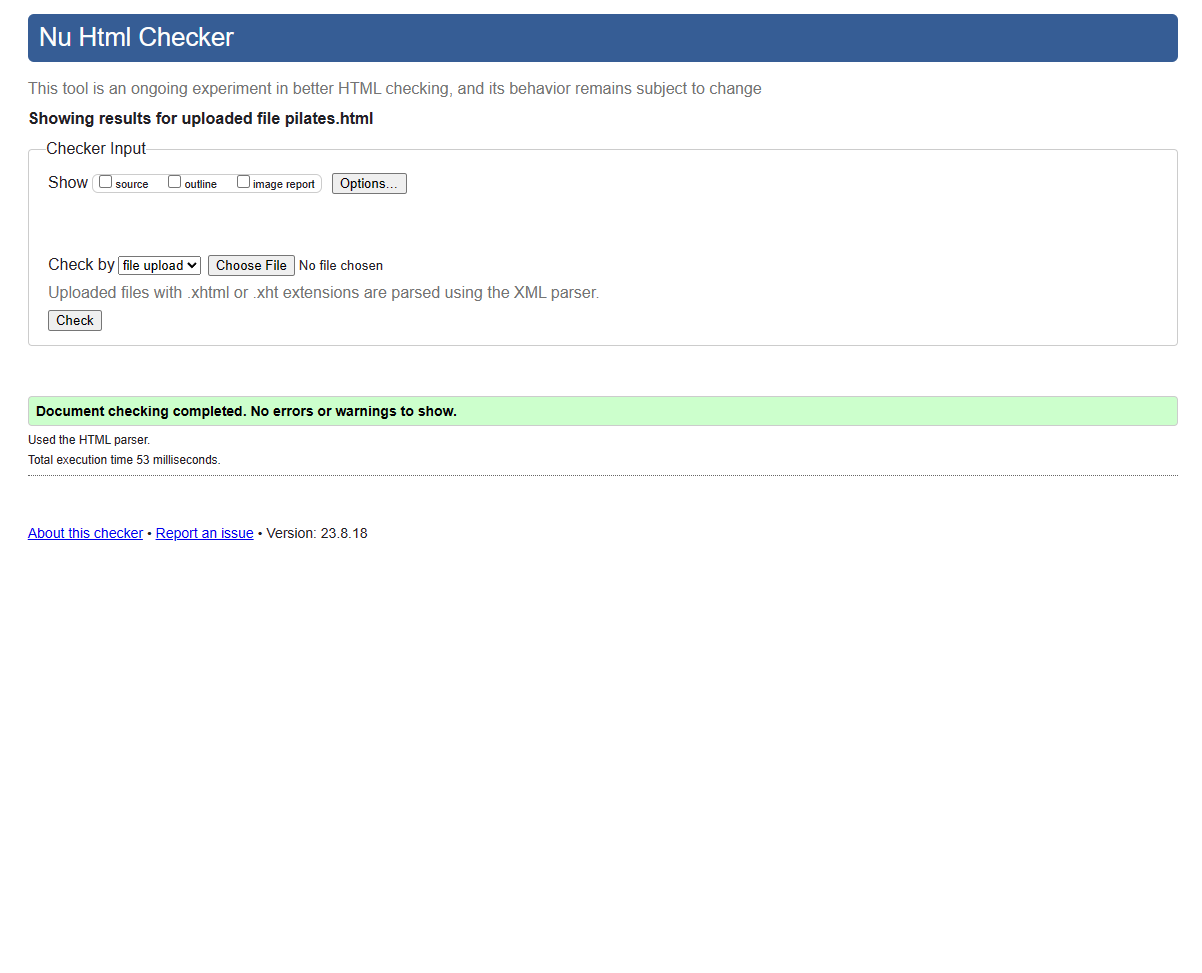 Nu Html Checker
This tool is an ongoing experiment in better HTML checking, and its behavior remains subject to change
Showing results for uploaded file pilates.html
Checker Input
Show source outline image report Options...
Check by file upload Choose File No file chosen
Uploaded files with .xhtml or .xht extensions are parsed using the XML parser.
Check
Document checking completed. No errors or warnings to show.
Used the HTML parser.
Total execution time 53 milliseconds.
About this checker • Report an issue • Version: 23.8.18